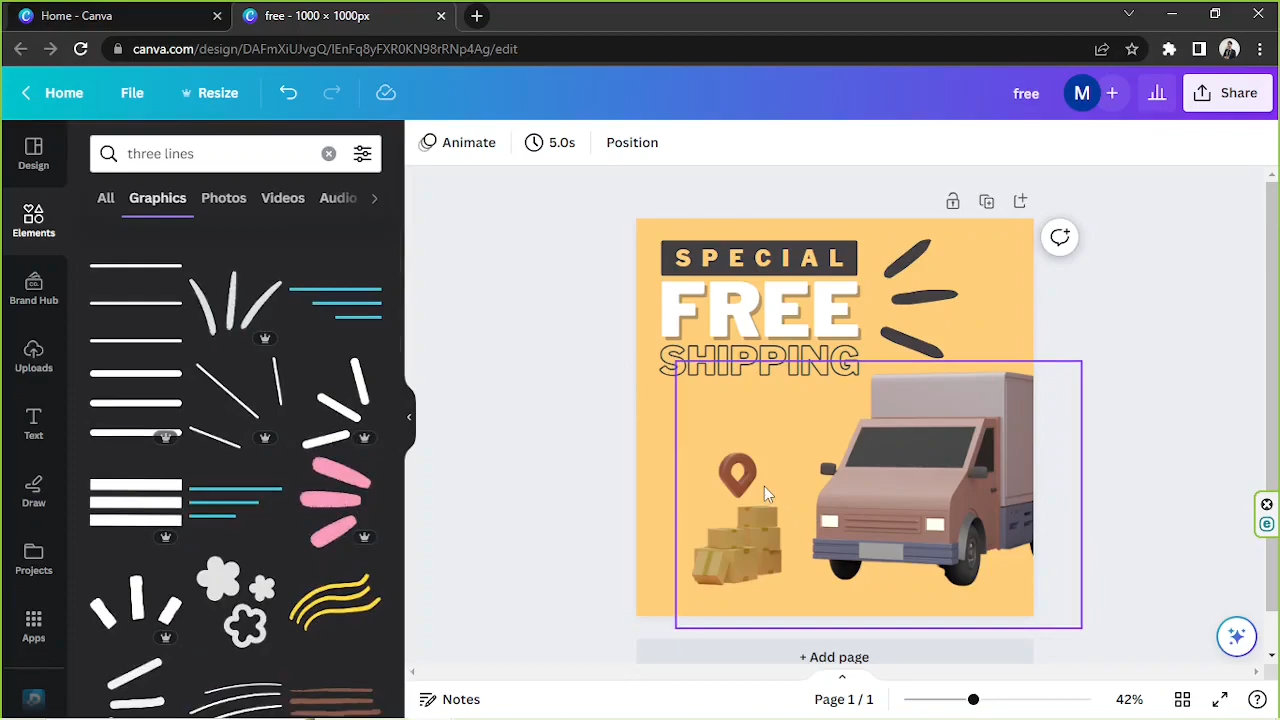 Home - Canva
free - 1000 × 1000px
canva.com/design/DAFmXiUJvgQ/IEnFq8yFXR0KN98rRNp4Ag/edit
Home
File
Resize
free
M
Share
Design
Elements
Brand Hub
Uploads
Text
Draw
Projects
Apps
three lines
All
Graphics
Photos
Videos
Audio
Animate
5.0s
Position
SPECIAL
FREE
SHIPPING
+ Add page
Notes
Page 1 / 1
42%